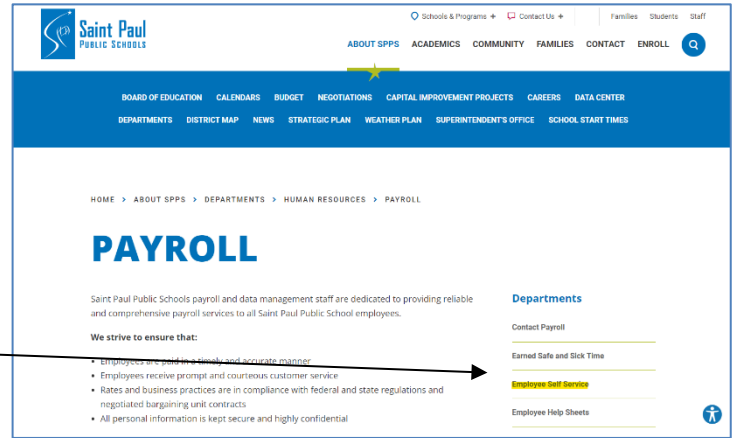 Saint Paul
PUBLIC SCHOOLS
Schools & Programs + Contact Us + Families Students Staff
ABOUT SPPS ACADEMICS COMMUNITY FAMILIES CONTACT ENROLL
BOARD OF EDUCATION CALENDARS BUDGET NEGOTIATIONS CAPITAL IMPROVEMENT PROJECTS CAREERS DATA CENTER
DEPARTMENTS DISTRICT MAP NEWS STRATEGIC PLAN WEATHER PLAN SUPERINTENDENT'S OFFICE SCHOOL START TIMES
HOME > ABOUT SPPS > DEPARTMENTS > HUMAN RESOURCES > PAYROLL
PAYROLL
Saint Paul Public Schools payroll and data management staff are dedicated to providing reliable
and comprehensive payroll services to all Saint Paul Public School employees.
We strive to ensure that:
• Employees are paid in a timely and accurate manner
• Employees receive prompt and courteous customer service
• Rates and business practices are in compliance with federal and state regulations and
negotiated bargaining unit contracts
• All personal information is kept secure and highly confidential
Departments
Contact Payroll
Earned Safe and Sick Time
Employee Self Service
Employee Help Sheets